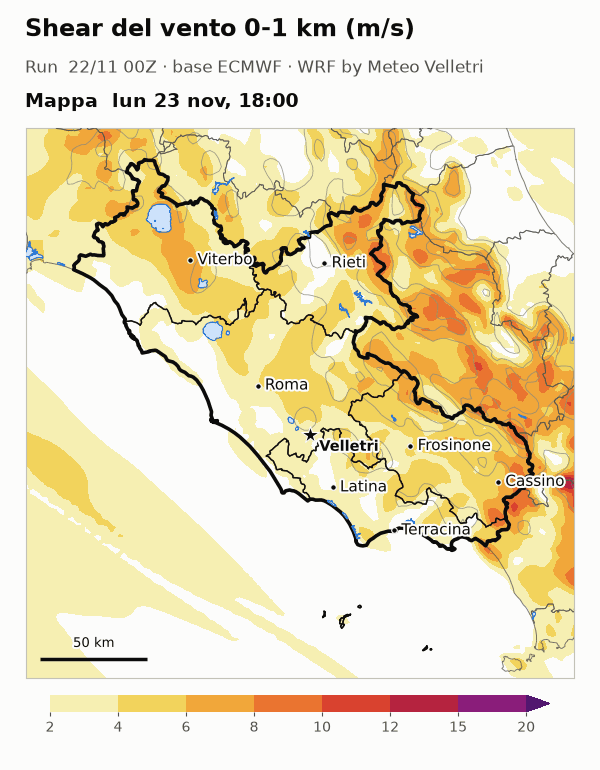 Shear del vento 0-1 km (m/s)
Run  22/11 00Z · base ECMWF · WRF by Meteo Velletri
Mappa  lun 23 nov, 18:00
Viterbo
Rieti
Roma
Velletri
Frosinone
Cassino
Latina
Terracina
50 km
2 4 6 8 10 12 15 20